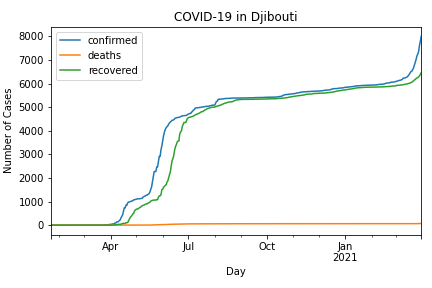 COVID-19 in Djibouti
confirmed
deaths
recovered
Number of Cases
8000
7000
6000
5000
4000
3000
2000
1000
0
Apr
Jul
Oct
Jan
2021
Day